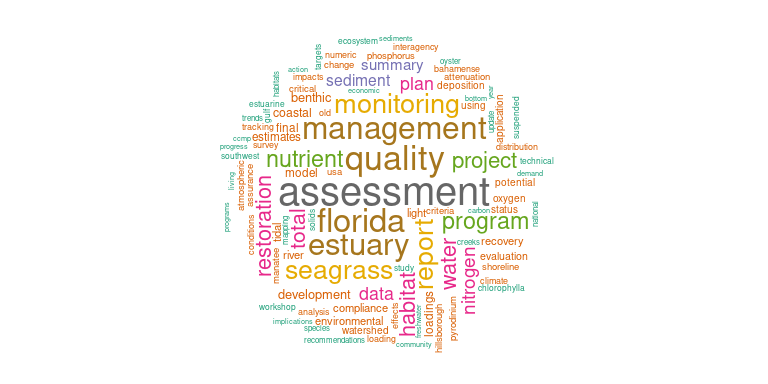 ecosystem
sediments
interagency
targets
numeric
phosphorus
oyster
change
summary
bahamense
action
impacts
sediment
plan
attenuation
habitats
economic
deposition
critical
year
benthic
monitoring
bottom
using
estuarine
coastal
old
application
gulf
trends
tracking
final
management
update
suspended
ccmp
estimates
progress
survey
quality
distribution
southwest
nutrient
project
technical
living
atmospheric
assurance
model
usa
demand
potential
assessment
oxygen
programs
total
solids
florida
light
criteria
carbon
status
national
restoration
conditions
tidal
mapping
estuary
report
program
water
creeks
recovery
manatee
river
seagrass
study
nitrogen
evaluation
shoreline
climate
chlorophylla
development
data
habitat
workshop
analysis
compliance
effects
freshwater
loadings
hillsborough
pyrodinium
implications
environmental
species
watershed
recommendations
loading
community